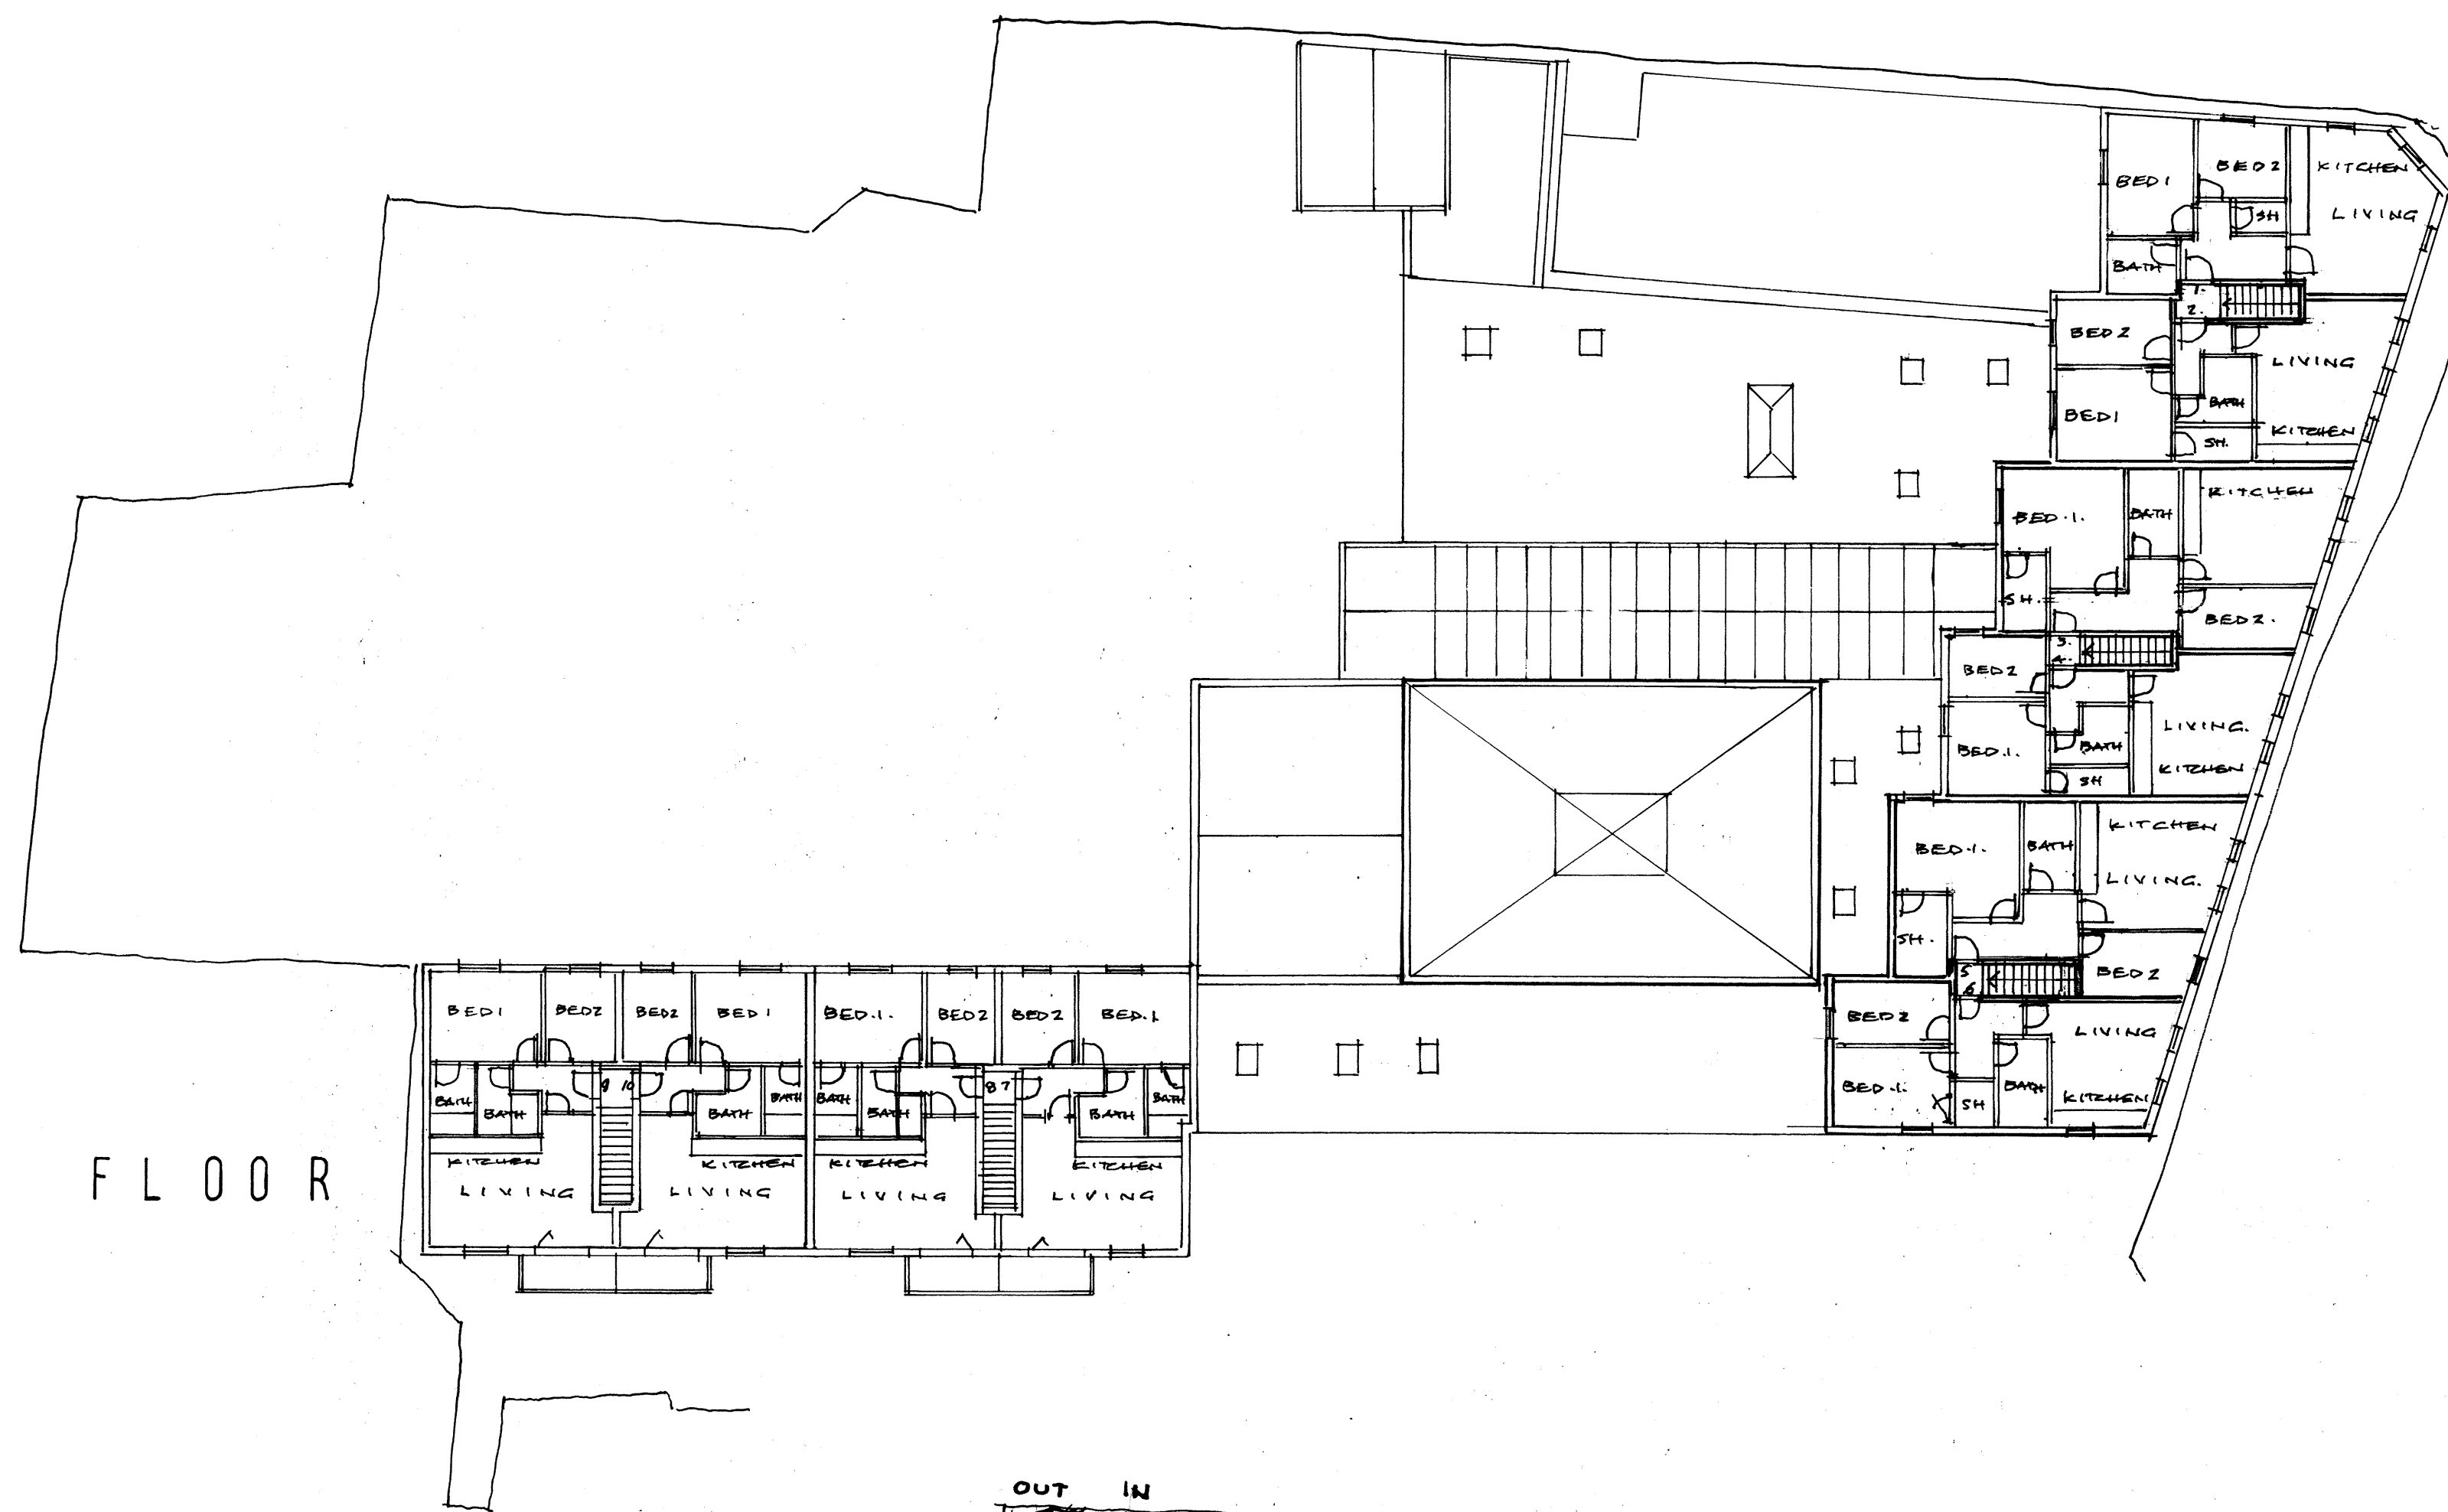 BED 1
BED 2
KITCHEN
LIVING
SH
BATH
1.
2.
BED 2
LIVING
BED 1
BATH
KITCHEN
SH.
KITCHEN
BED.1.
BATH
SH.
BED 2.
3.
4.
BED 2
LIVING.
BED.1.
BATH
KITCHEN
SH
KITCHEN
BED.1.
BATH
LIVING.
SH.
BED 2
5
6
BED 2
LIVING
BED.1.
SH
BATH
KITCHEN
BED 1
BED 2
BED 2
BED 1
BED.1.
BED 2
BED 2
BED.1
9 10
8 7
BATH
BATH
BATH
BATH
BATH
BATH
BATH
BATH
KITCHEN
KITCHEN
KITCHEN
KITCHEN
LIVING
LIVING
LIVING
LIVING
FLOOR
OUT IN